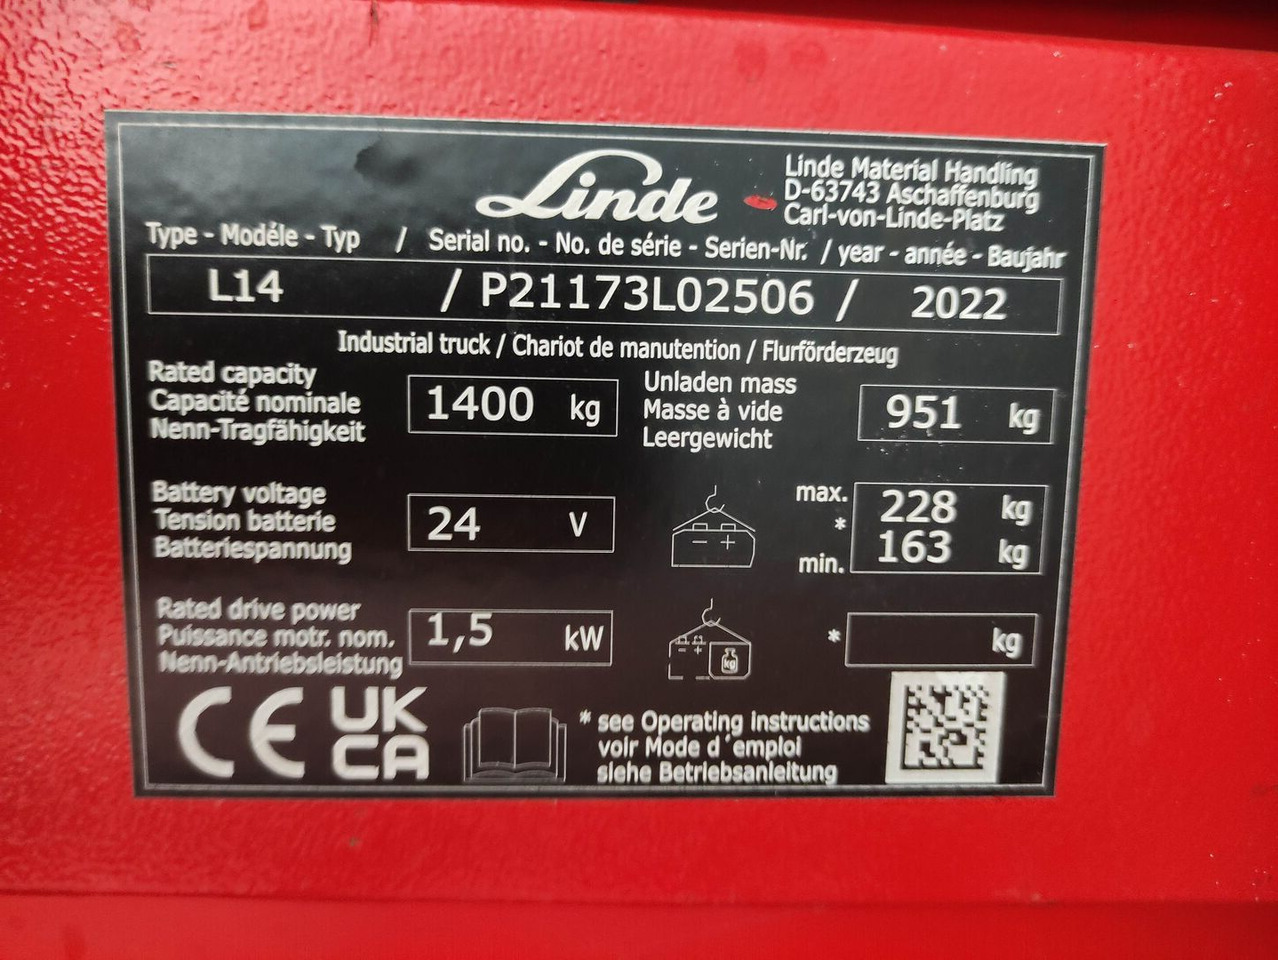 Linde
Linde Material Handling
D-63743 Aschaffenburg
Carl-von-Linde-Platz
Type - Modéle - Typ / Serial no. - No. de série - Serien-Nr. / year - année - Baujahr
L14 / P21173L02506 / 2022
Industrial truck / Chariot de manutention / Flurförderzeug
Rated capacity
Capacité nominale
Nenn-Tragfähigkeit
1400 kg
Unladen mass
Masse à vide
Leergewicht
951 kg
Battery voltage
Tension batterie
Batteriespannung
24 V
max. 228 kg
*
min. 163 kg
Rated drive power
Puissance motr. nom.
Nenn-Antriebsleistung
1,5 kW
kg
* kg
CE UK
CA
* see Operating instructions
voir Mode d´emploi
siehe Betriebsanleitung